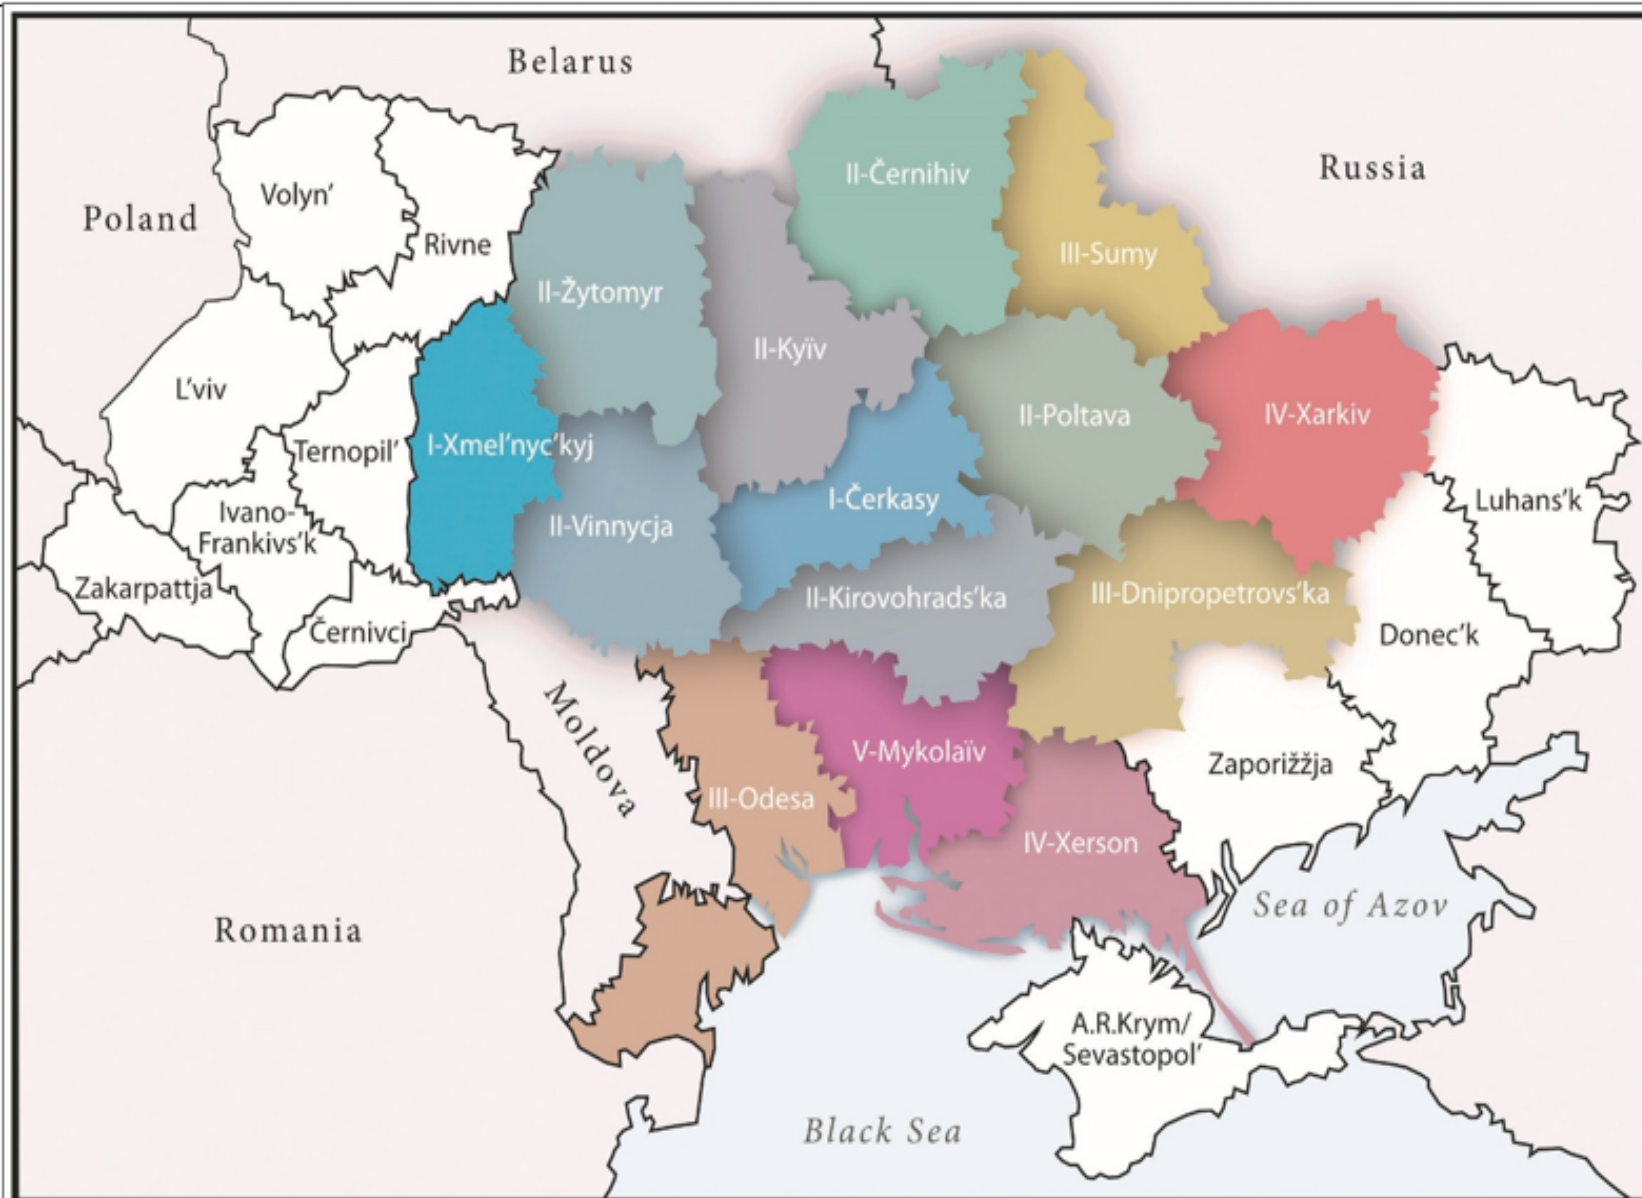 Belarus
Russia
Poland
Volyn’
Rivne
II-Černihiv
III-Sumy
II-Žytomyr
II-Kyïv
L’viv
Ternopil’
I-Xmel’nyc’kyj
II-Poltava
IV-Xarkiv
Ivano-
Frankivs’k
II-Vinnycja
I-Čerkasy
Luhans’k
Zakarpattja
Černivci
II-Kirovohrads’ka
III-Dnipropetrovs’ka
Donec’k
Moldova
III-Odesa
V-Mykolaïv
Zaporižžja
IV-Xerson
Romania
Sea of Azov
A.R.Krym/
Sevastopol’
Black Sea